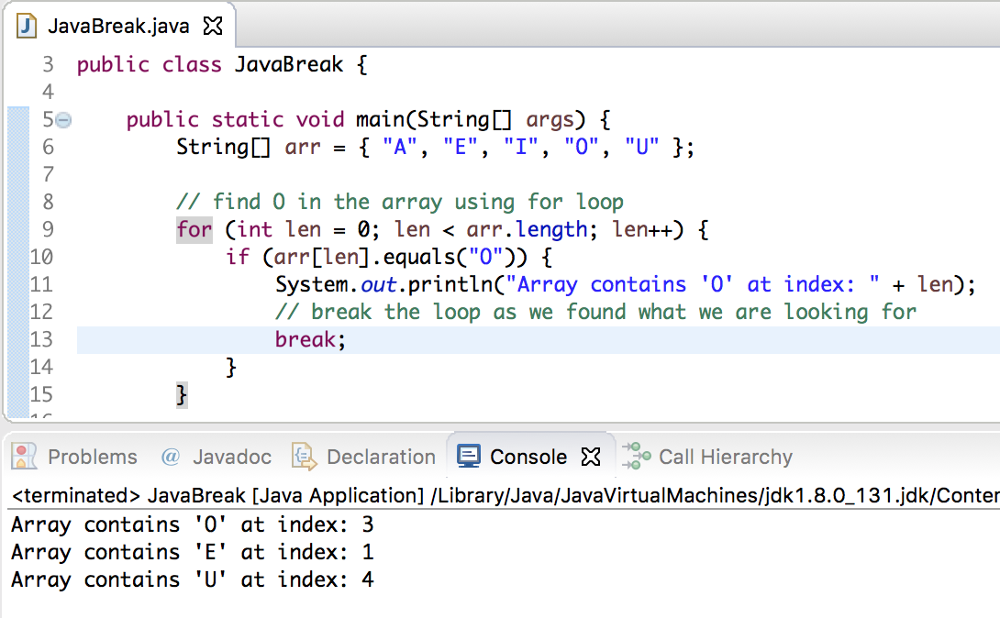 JavaBreak.java
3 public class JavaBreak {
4
5 public static void main(String[] args) {
6 String[] arr = { "A", "E", "I", "O", "U" };
7
8 // find O in the array using for loop
9 for (int len = 0; len < arr.length; len++) {
10 if (arr[len].equals("O")) {
11 System.out.println("Array contains 'O' at index: " + len);
12 // break the loop as we found what we are looking for
13 break;
14 }
15 }
Problems @ Javadoc Declaration Console Call Hierarchy
<terminated> JavaBreak [Java Application] /Library/Java/JavaVirtualMachines/jdk1.8.0_131.jdk/Conten
Array contains 'O' at index: 3
Array contains 'E' at index: 1
Array contains 'U' at index: 4